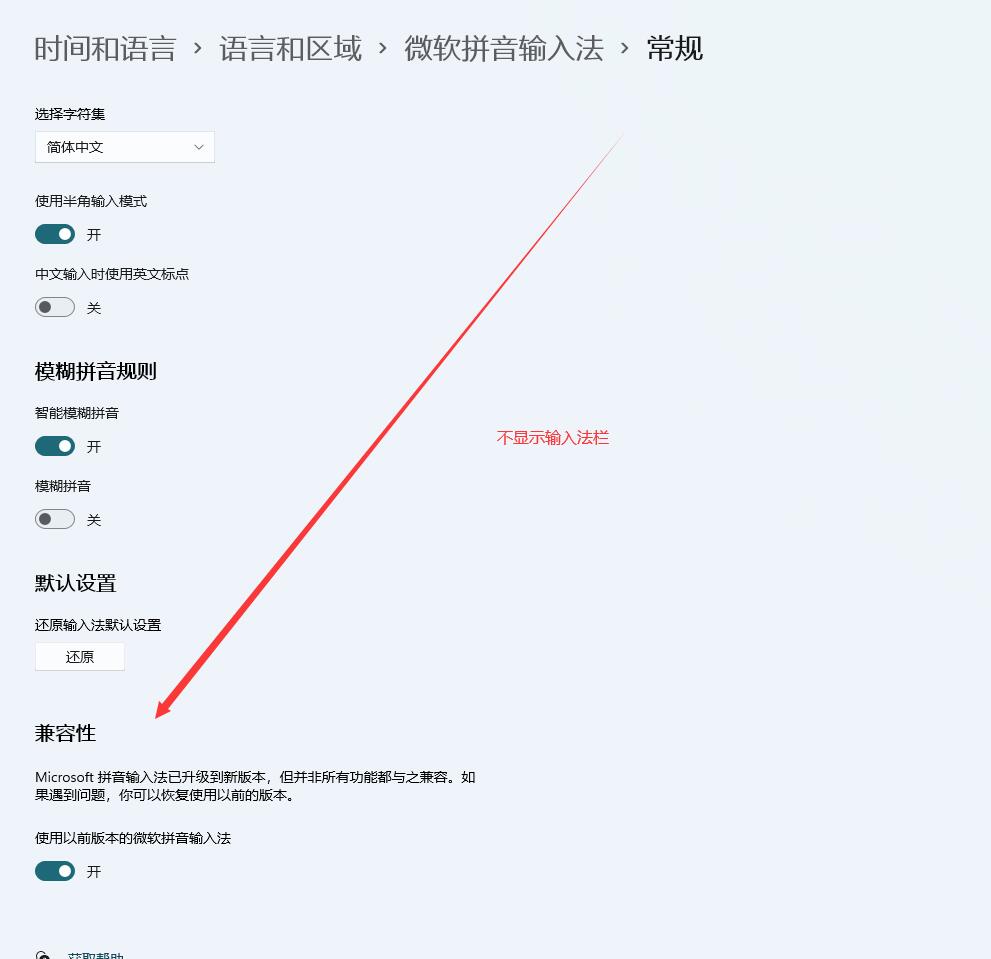 时间和语言 › 语言和区域 › 微软拼音输入法 › 常规
选择字符集
简体中文
使用半角输入模式
开
中文输入时使用英文标点
关
模糊拼音规则
智能模糊拼音
开
不显示输入法栏
模糊拼音
关
默认设置
还原输入法默认设置
还原
兼容性
Microsoft 拼音输入法已升级到新版本，但并非所有功能都与之兼容。如
果遇到问题，你可以恢复使用以前的版本。
使用以前版本的微软拼音输入法
开
获取帮助